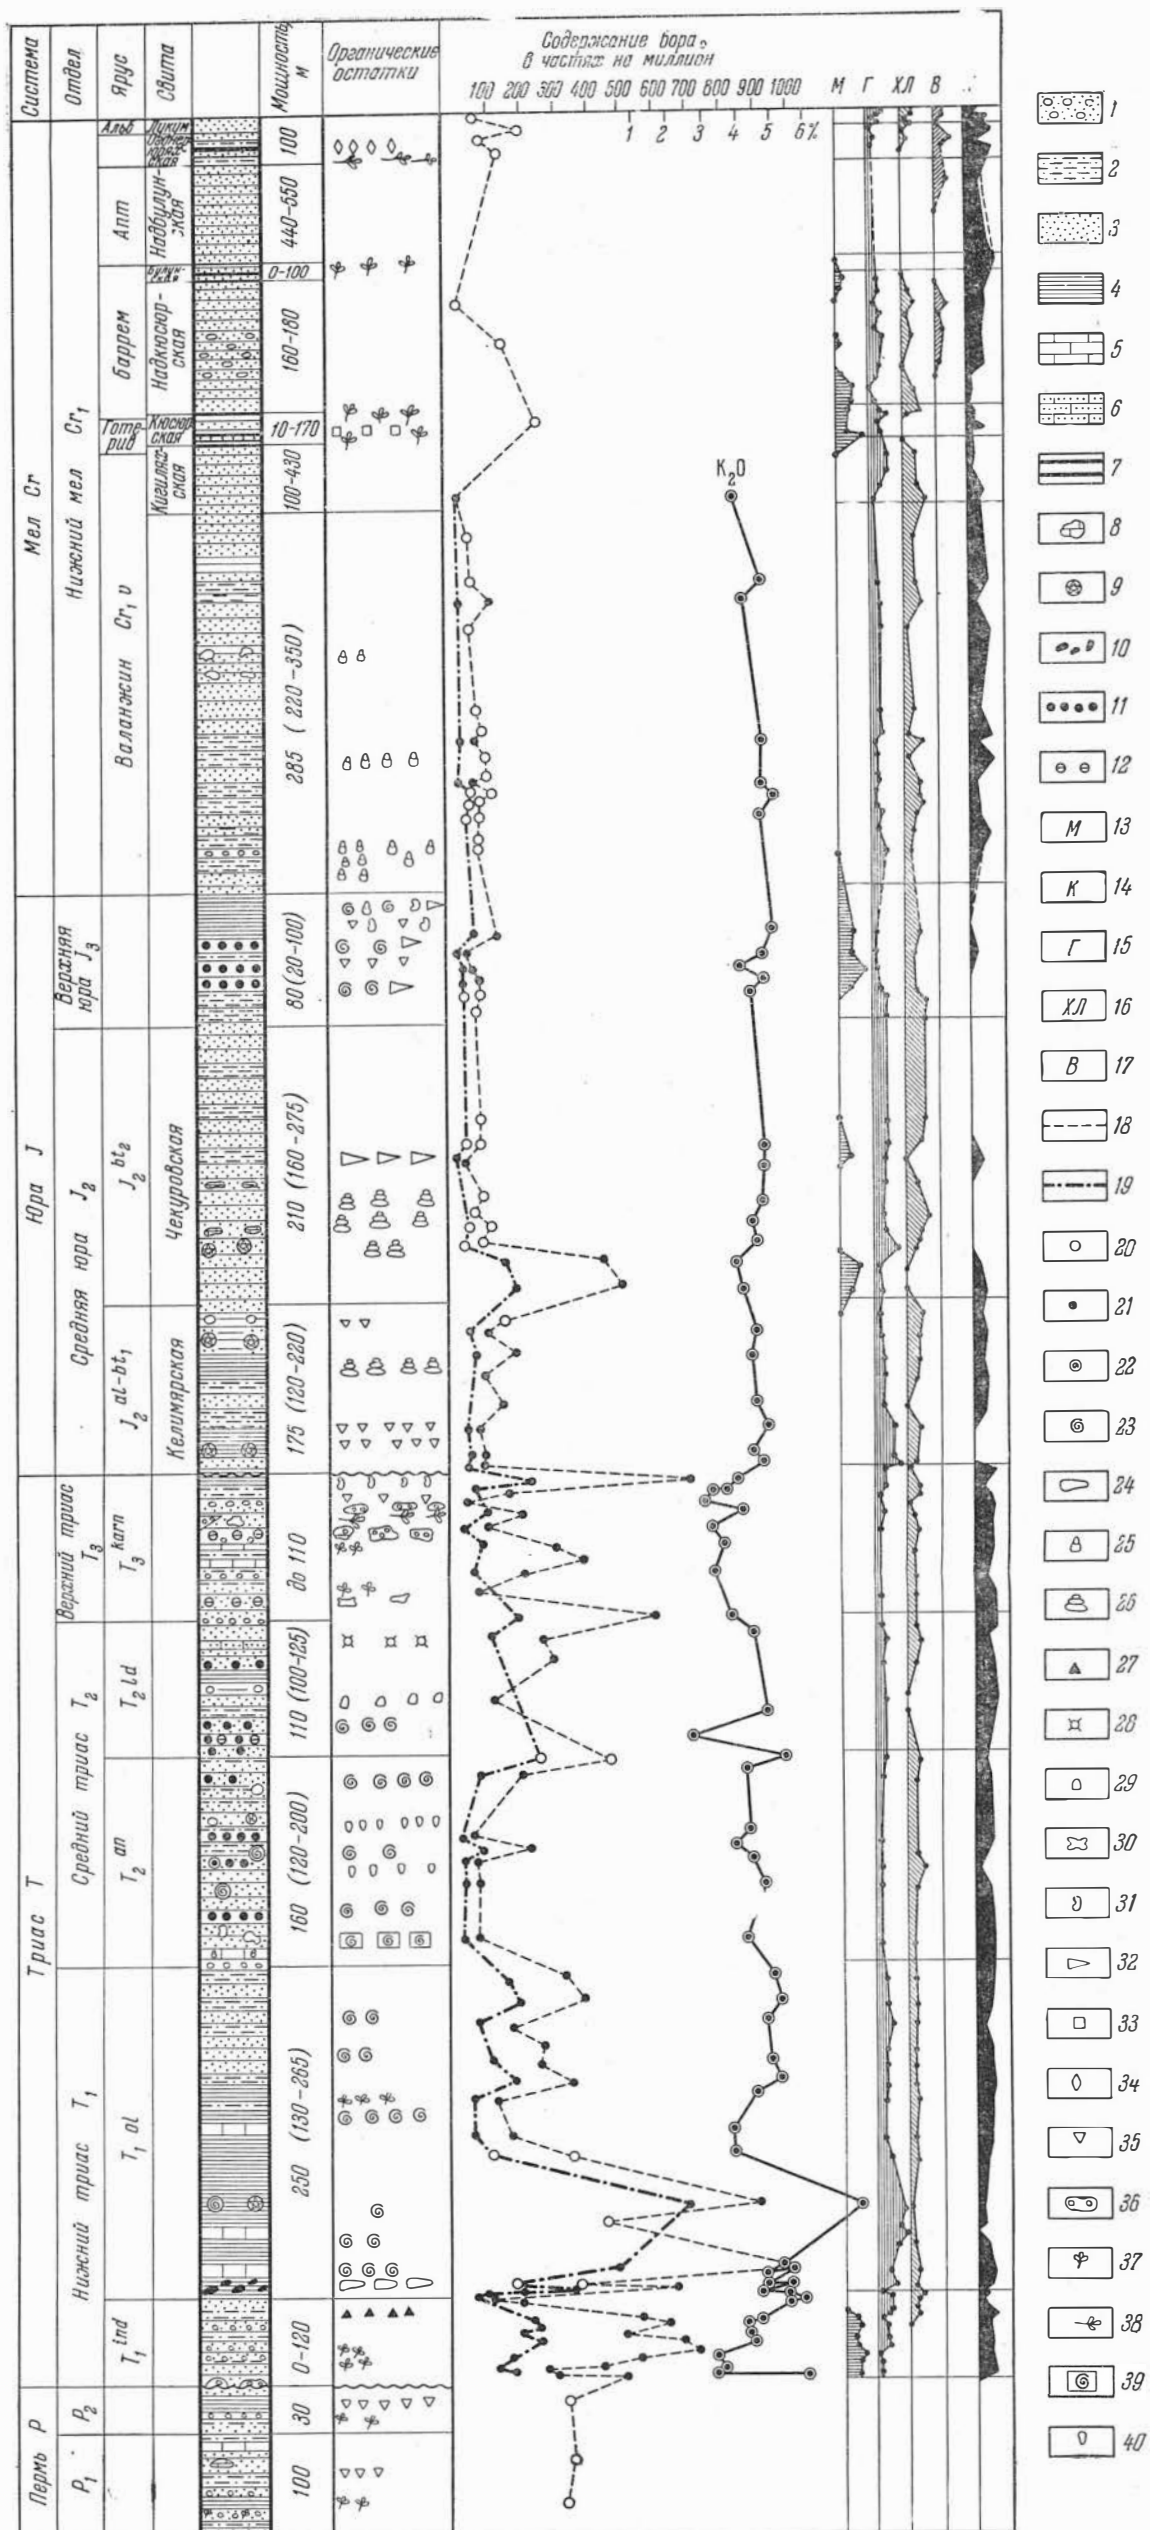 Система
Отдел
Ярус
Свита
Мощность, м
Органические
остатки
Содержание бора,
в частях на миллион
100 200 300 400 500 600 700 800 900 1000
1 2 3 4 5 6%
М Г ХЛ В
Мел Cr
Нижний мел Cr₁
Альб
Апт
Надбулун-
ская
баррем
Надкюсюр-
ская
Готе-
рив
Кюсюр-
ская
Кигилях-
ская
Валанжин Cr₁ v
100
440-550
0-100
160-180
10-170
100-430
285 (220-350)
K₂O
Юра J
Верхняя
юра J₃
80(20-100)
Средняя юра J₂
J₂ bt₂
Чекуровская
210 (160-275)
J₂ al-bt₁
Келимярская
175 (120-220)
Триас T
Верхний триас
T₃
T₃ karn
до 110
Средний триас T₂
T₂ ld
110 (100-125)
T₂ an
160 (120-200)
Нижний триас T₁
T₁ ol
250 (130-265)
T₁ ind
0-120
Пермь P
P₂
30
P₁
100
1
2
3
4
5
6
7
8
9
10
11
12
М 13
К 14
Г 15
ХЛ 16
В 17
18
19
20
21
22
23
24
25
26
27
28
29
30
31
32
33
34
35
36
37
38
39
40